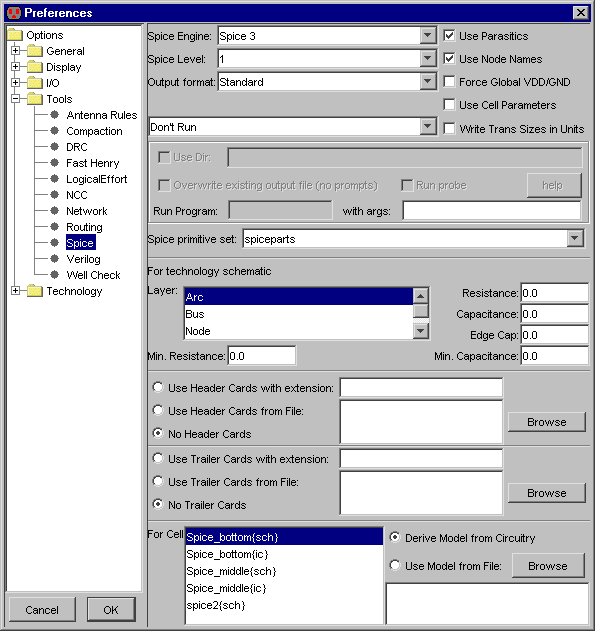 Preferences
Options
General
Display
I/O
Tools
Antenna Rules
Compaction
DRC
Fast Henry
LogicalEffort
NCC
Network
Routing
Spice
Verilog
Well Check
Technology
Cancel
OK
Spice Engine: Spice 3
Use Parasitics
Spice Level: 1
Use Node Names
Output format: Standard
Force Global VDD/GND
Use Cell Parameters
Don't Run
Write Trans Sizes in Units
Use Dir:
Overwrite existing output file (no prompts)
Run probe
help
Run Program:
with args:
Spice primitive set: spiceparts
For technology schematic
Layer:
Arc
Bus
Node
Resistance: 0.0
Capacitance: 0.0
Edge Cap: 0.0
Min. Resistance: 0.0
Min. Capacitance: 0.0
Use Header Cards with extension:
Use Header Cards from File:
Browse
No Header Cards
Use Trailer Cards with extension:
Use Trailer Cards from File:
Browse
No Trailer Cards
For Cell
Spice_bottom{sch}
Spice_bottom{ic}
Spice_middle{sch}
Spice_middle{ic}
spice2{sch}
Derive Model from Circuitry
Use Model from File:
Browse